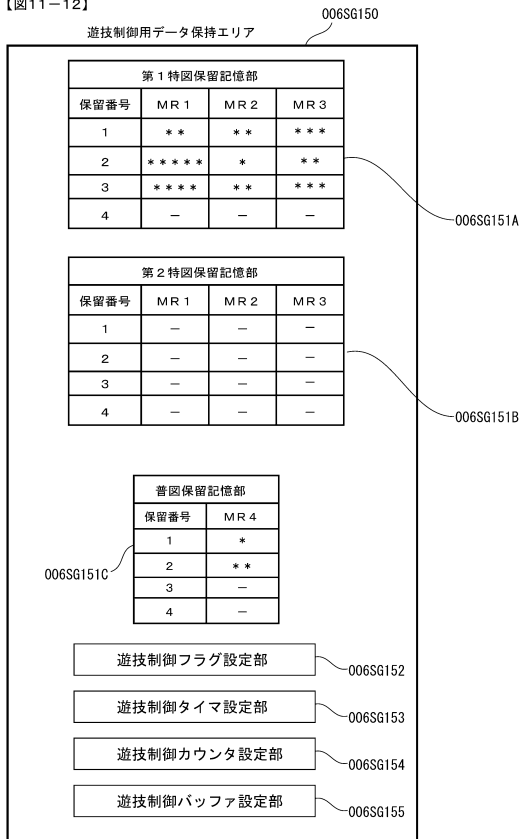 【図11-12】
006SG150
遊技制御用データ保持エリア
第1特図保留記憶部
保留番号 MR1 MR2 MR3
1 ** ** ***
2 ***** * **
3 **** ** ***
4 － － －
006SG151A
第2特図保留記憶部
保留番号 MR1 MR2 MR3
1 － － －
2 － － －
3 － － －
4 － － －
006SG151B
普図保留記憶部
保留番号 MR4
1 *
2 **
3 －
4 －
006SG151C
遊技制御フラグ設定部
006SG152
遊技制御タイマ設定部
006SG153
遊技制御カウンタ設定部
006SG154
遊技制御バッファ設定部
006SG155